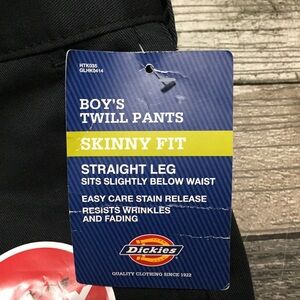 HTK035
GLHK0414
BOY'S
TWILL PANTS
SKINNY FIT
STRAIGHT LEG
SITS SLIGHTLY BELOW WAIST
EASY CARE STAIN RELEASE
RESISTS WRINKLES
AND FADING
Dickies
QUALITY CLOTHING SINCE 1922